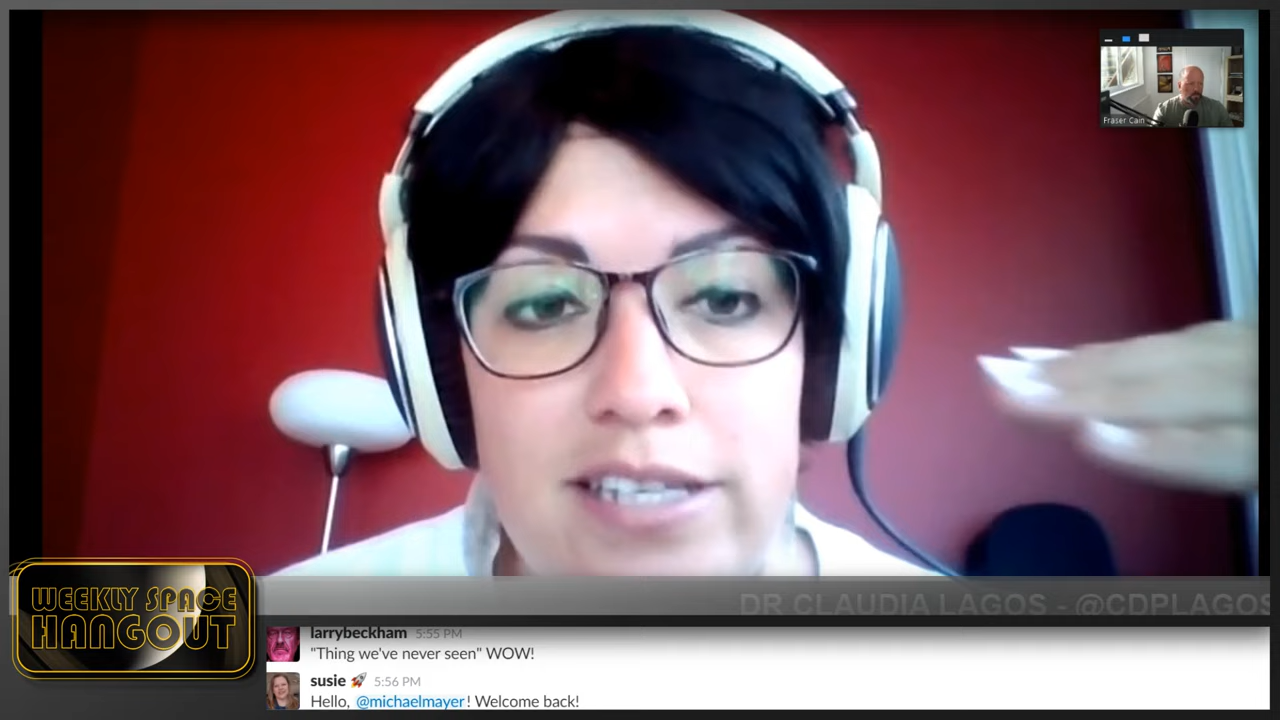 Fraser Cain
DR CLAUDIA LAGOS - @CDPLAGOS
WEEKLY SPACE
HANGOUT
larrybeckham 5:55 PM
"Thing we've never seen" WOW!
susie 🚀 5:56 PM
Hello, @michaelmayer! Welcome back!